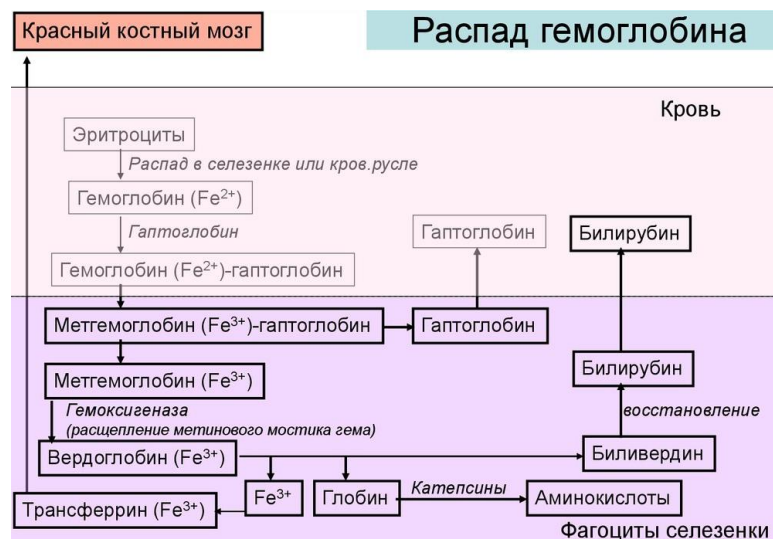 Красный костный мозг
Распад гемоглобина
Кровь
Эритроциты
Распад в селезенке или кров.русле
Гемоглобин (Fe²⁺)
Гаптоглобин
Гемоглобин (Fe²⁺)-гаптоглобин
Гаптоглобин
Билирубин
Метгемоглобин (Fe³⁺)-гаптоглобин
Гаптоглобин
Метгемоглобин (Fe³⁺)
Билирубин
Гемоксигеназа
(расщепление метинового мостика гема)
восстановление
Вердоглобин (Fe³⁺)
Биливердин
Fe³⁺
Глобин
Катепсины
Аминокислоты
Трансферрин (Fe³⁺)
Фагоциты селезенки